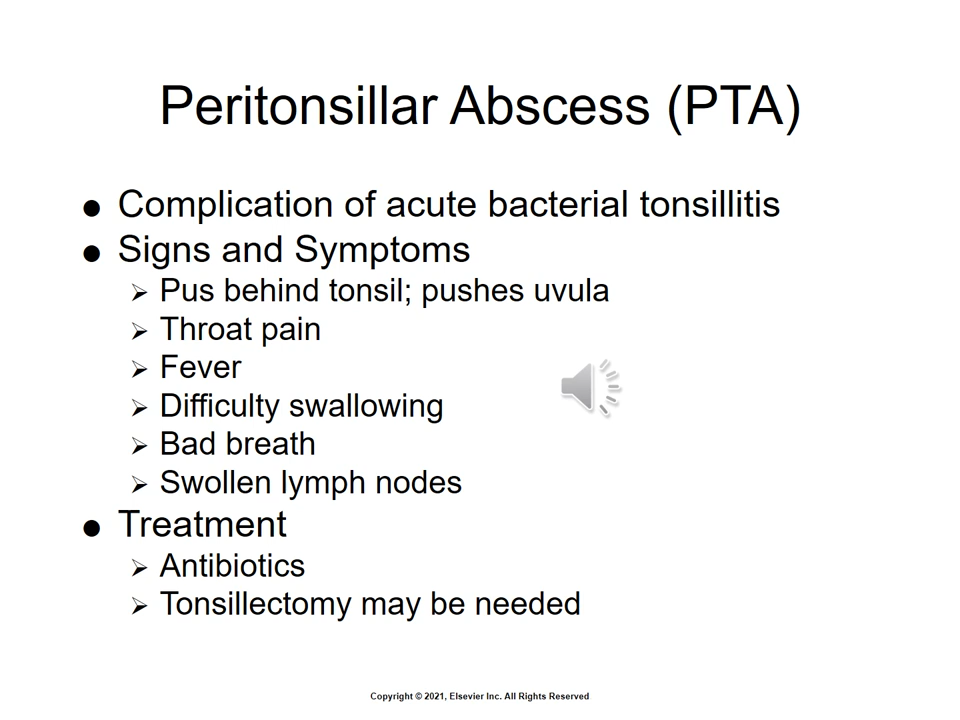 Peritonsillar Abscess (PTA)
● Complication of acute bacterial tonsillitis
● Signs and Symptoms
➢ Pus behind tonsil; pushes uvula
➢ Throat pain
➢ Fever
➢ Difficulty swallowing
➢ Bad breath
➢ Swollen lymph nodes
● Treatment
➢ Antibiotics
➢ Tonsillectomy may be needed
Copyright © 2021, Elsevier Inc. All Rights Reserved